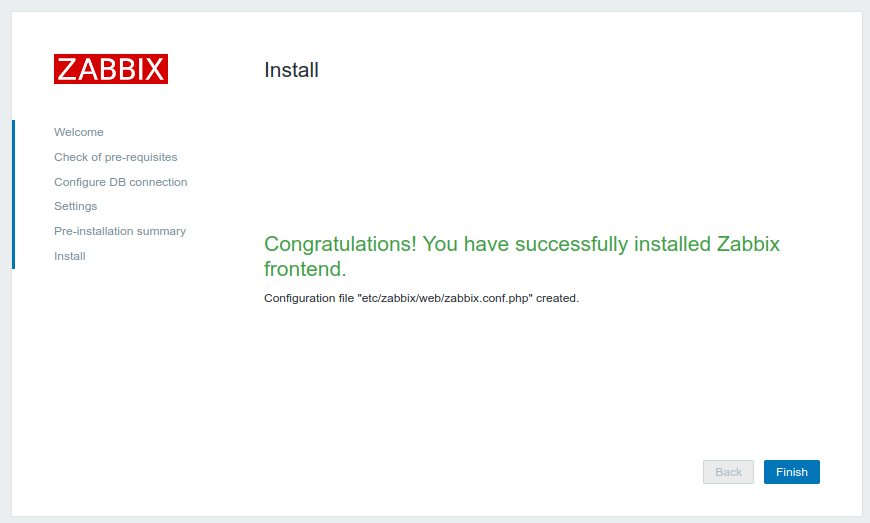 ZABBIX
Install
Welcome
Check of pre-requisites
Configure DB connection
Settings
Pre-installation summary
Install
Congratulations! You have successfully installed Zabbix
frontend.
Configuration file "etc/zabbix/web/zabbix.conf.php" created.
Back
Finish